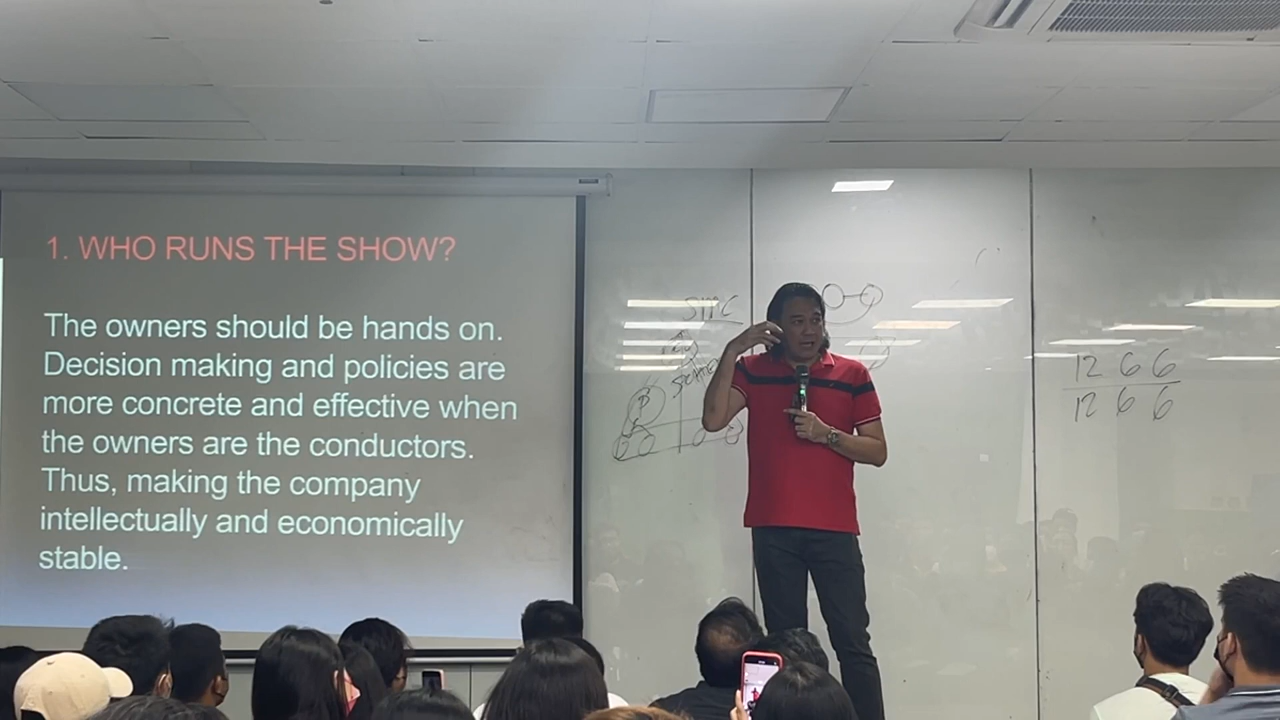 1. WHO RUNS THE SHOW?
The owners should be hands on.
Decision making and policies are
more concrete and effective when
the owners are the conductors.
Thus, making the company
intellectually and economically
stable.
12 6 6
12 6 6